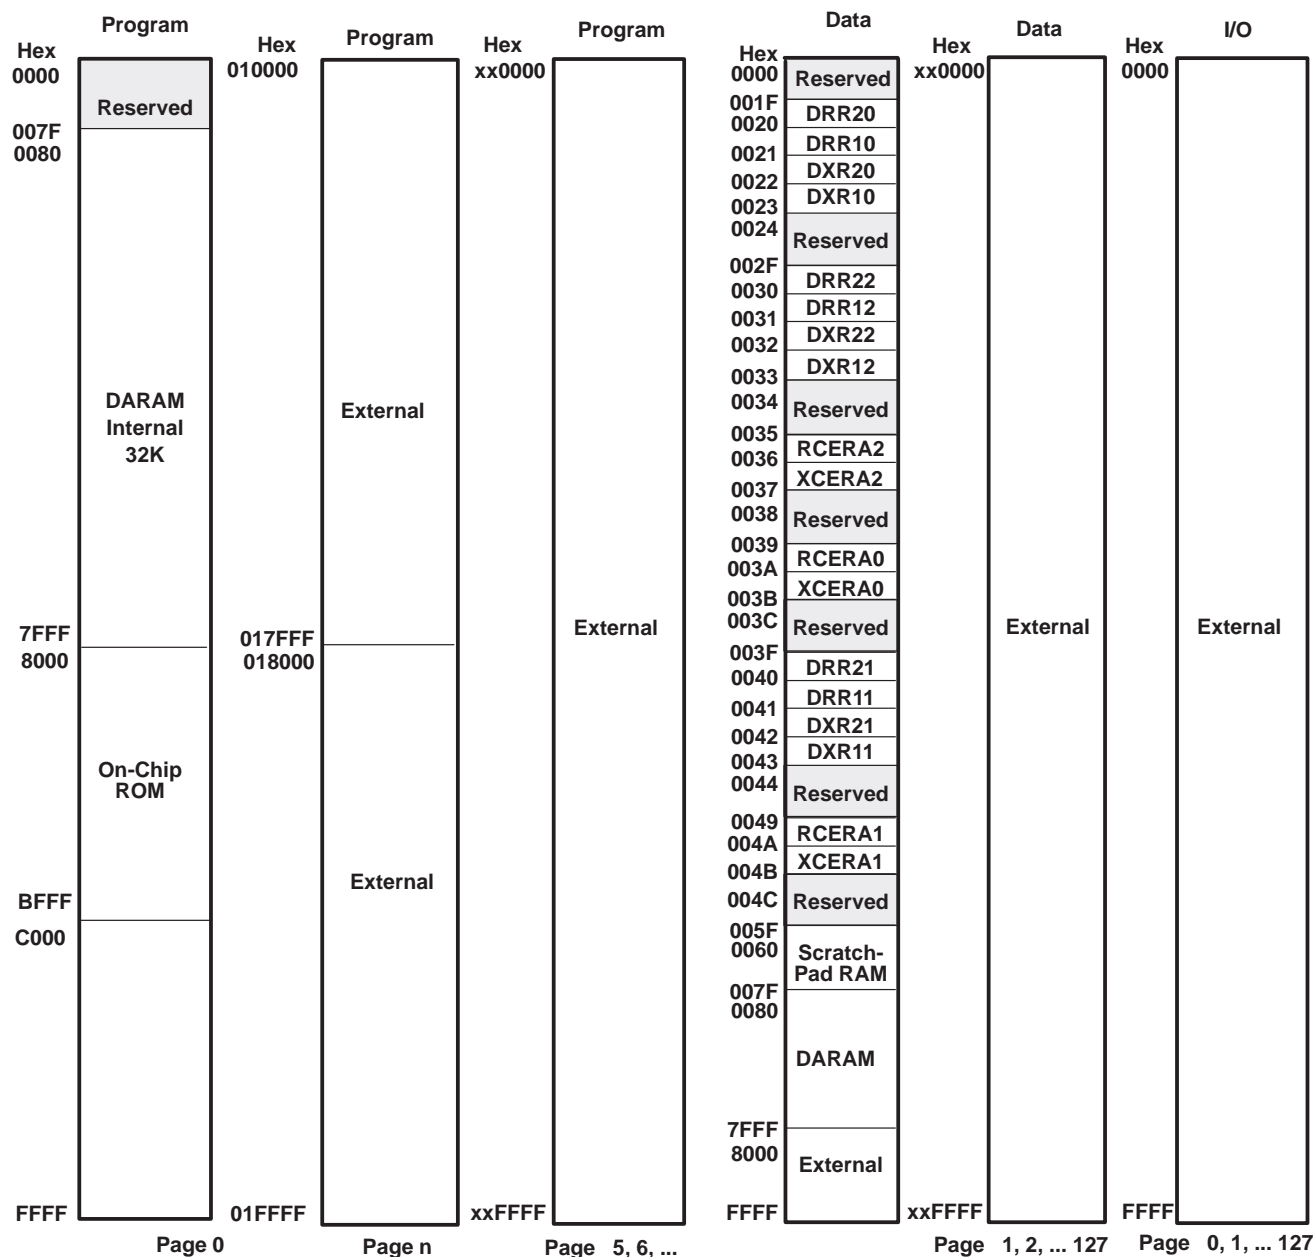 Program
Hex
0000
Reserved
007F
0080
DARAM
Internal
32K
7FFF
8000
On-Chip
ROM
BFFF
C000
FFFF
Page 0
Program
Hex
010000
External
017FFF
018000
External
01FFFF
Page n
Program
Hex
xx0000
External
xxFFFF
Page 5, 6, ...
Data
Hex
0000
Reserved
001F
0020
DRR20
DRR10
0021
DXR20
0022
DXR10
0023
0024
Reserved
002F
DRR22
0030
DRR12
0031
DXR22
0032
DXR12
0033
0034
Reserved
0035
RCERA2
0036
XCERA2
0037
0038
Reserved
0039
RCERA0
003A
XCERA0
003B
003C
Reserved
003F
DRR21
0040
DRR11
0041
DXR21
0042
DXR11
0043
0044
Reserved
0049
RCERA1
004A
XCERA1
004B
004C
Reserved
005F
0060
Scratch-
Pad RAM
007F
0080
DARAM
7FFF
8000
External
FFFF
Data
Hex
xx0000
External
xxFFFF
Page 1, 2, ... 127
I/O
Hex
0000
External
FFFF
Page 0, 1, ... 127